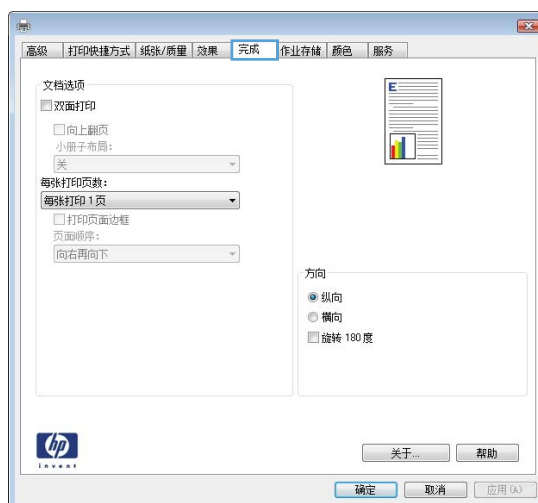 高级 打印快捷方式 纸张/质量 效果 完成 作业存储 颜色 服务
文档选项
双面打印
向上翻页
小册子布局:
关
每张打印页数:
每张打印 1 页
打印页面边框
页面顺序:
向右再向下
E
方向
纵向
横向
旋转 180 度
hp
invent
关于... 帮助
确定 取消 应用(A)